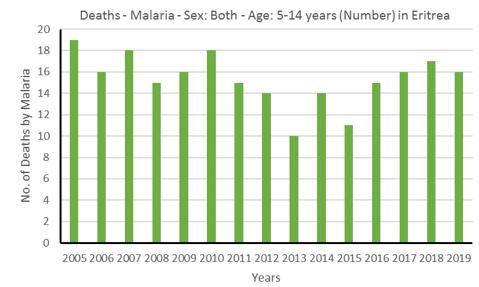 Deaths - Malaria - Sex: Both - Age: 5-14 years (Number) in Eritrea
No. of Deaths by Malaria
20
18
16
14
12
10
8
6
4
2
0
2005 2006 2007 2008 2009 2010 2011 2012 2013 2014 2015 2016 2017 2018 2019
Years